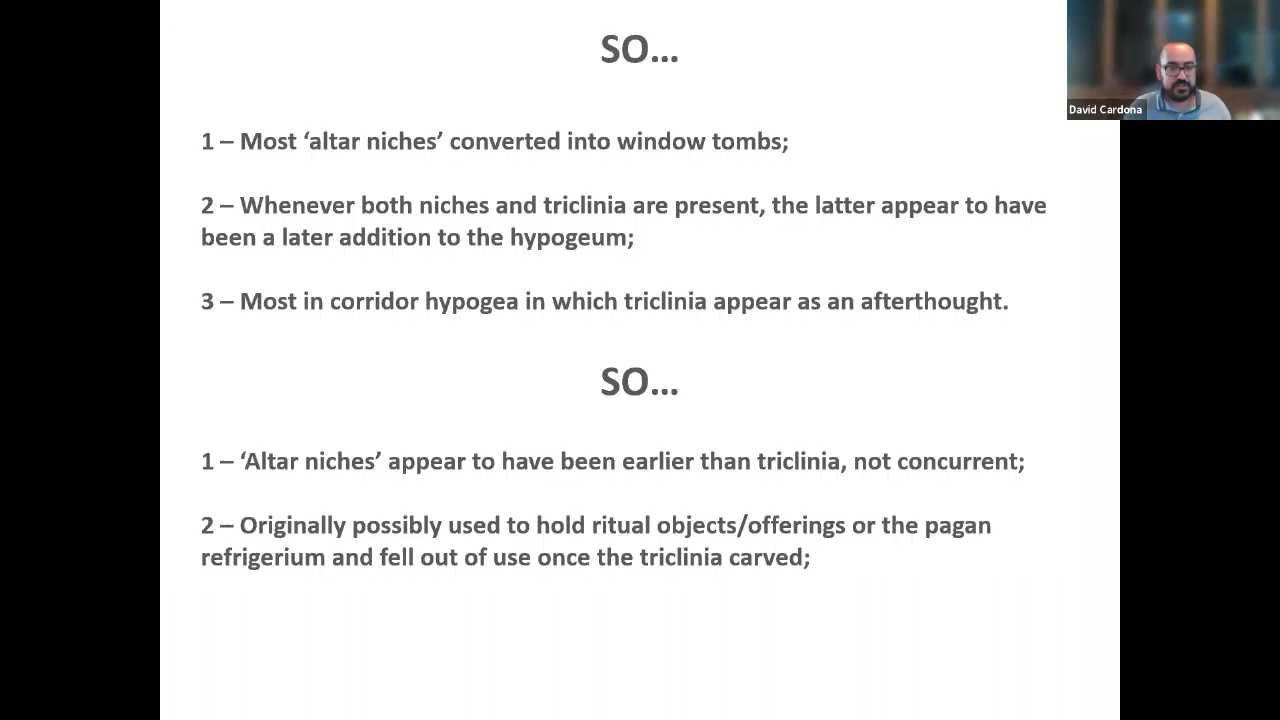 SO...
David Cardona
1 – Most ‘altar niches’ converted into window tombs;
2 – Whenever both niches and triclinia are present, the latter appear to have
been a later addition to the hypogeum;
3 – Most in corridor hypogea in which triclinia appear as an afterthought.
SO...
1 – ‘Altar niches’ appear to have been earlier than triclinia, not concurrent;
2 – Originally possibly used to hold ritual objects/offerings or the pagan
refrigerium and fell out of use once the triclinia carved;